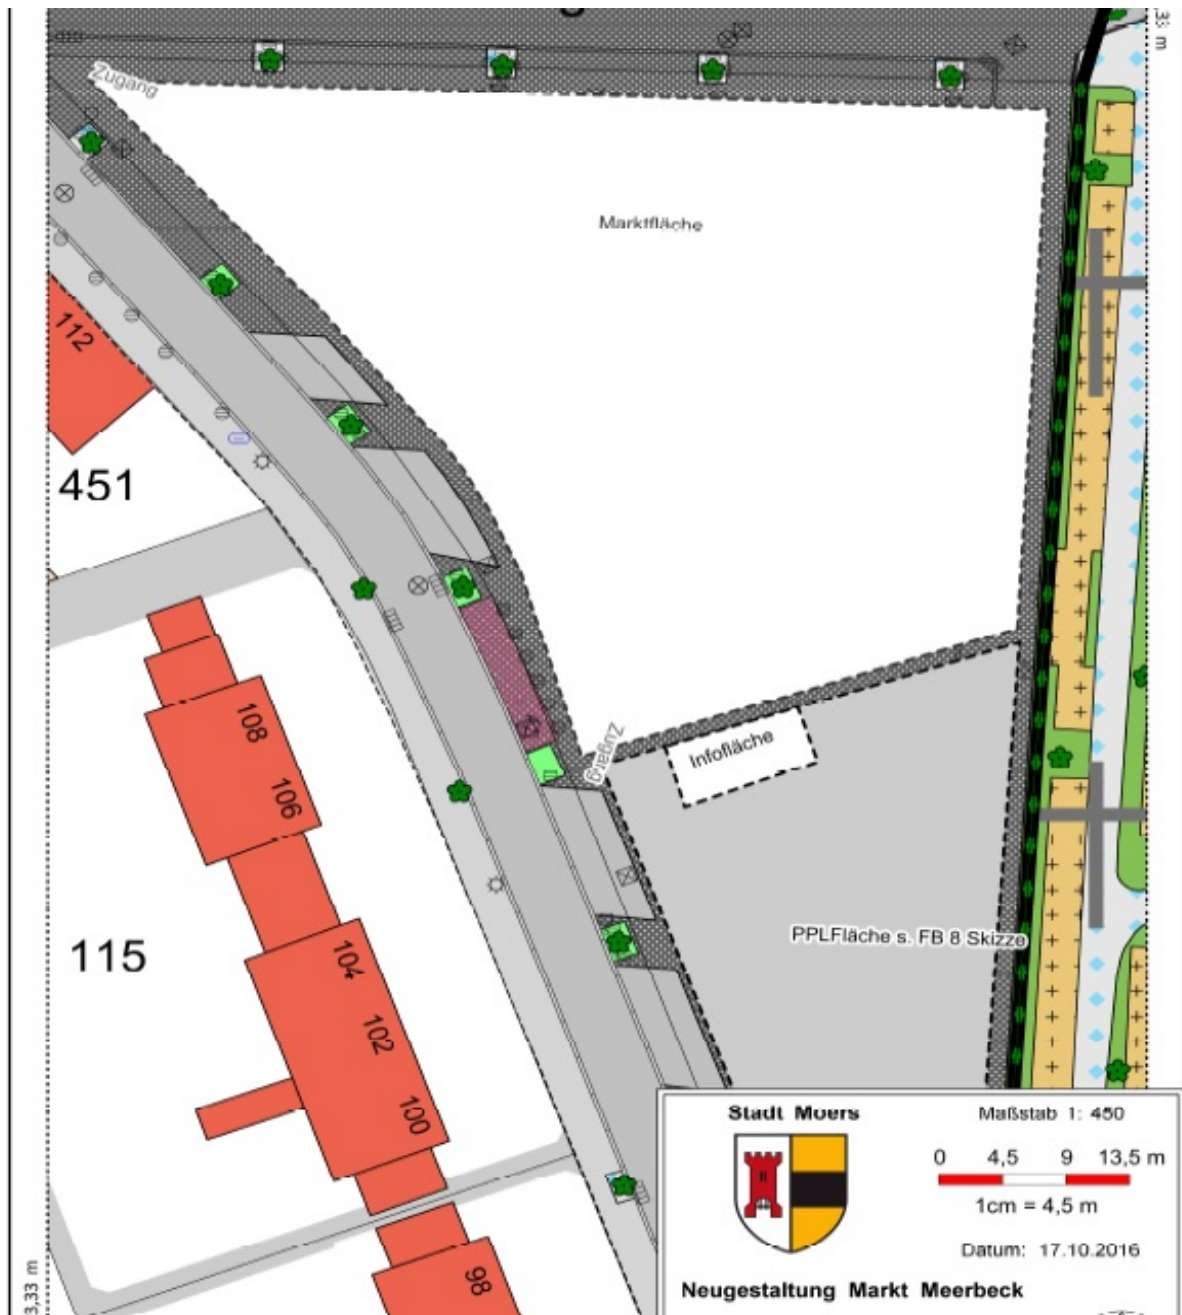 ,33 m
Zugang
Marktfläche
112
451
108
106
Zugang
Infofläche
PPLFläche s. FB 8 Skizze
115
104
102
100
98
3,33 m
Stadt Moers
Maßstab 1: 450
0 4,5 9 13,5 m
1cm = 4,5 m
Datum: 17.10.2016
Neugestaltung Markt Meerbeck